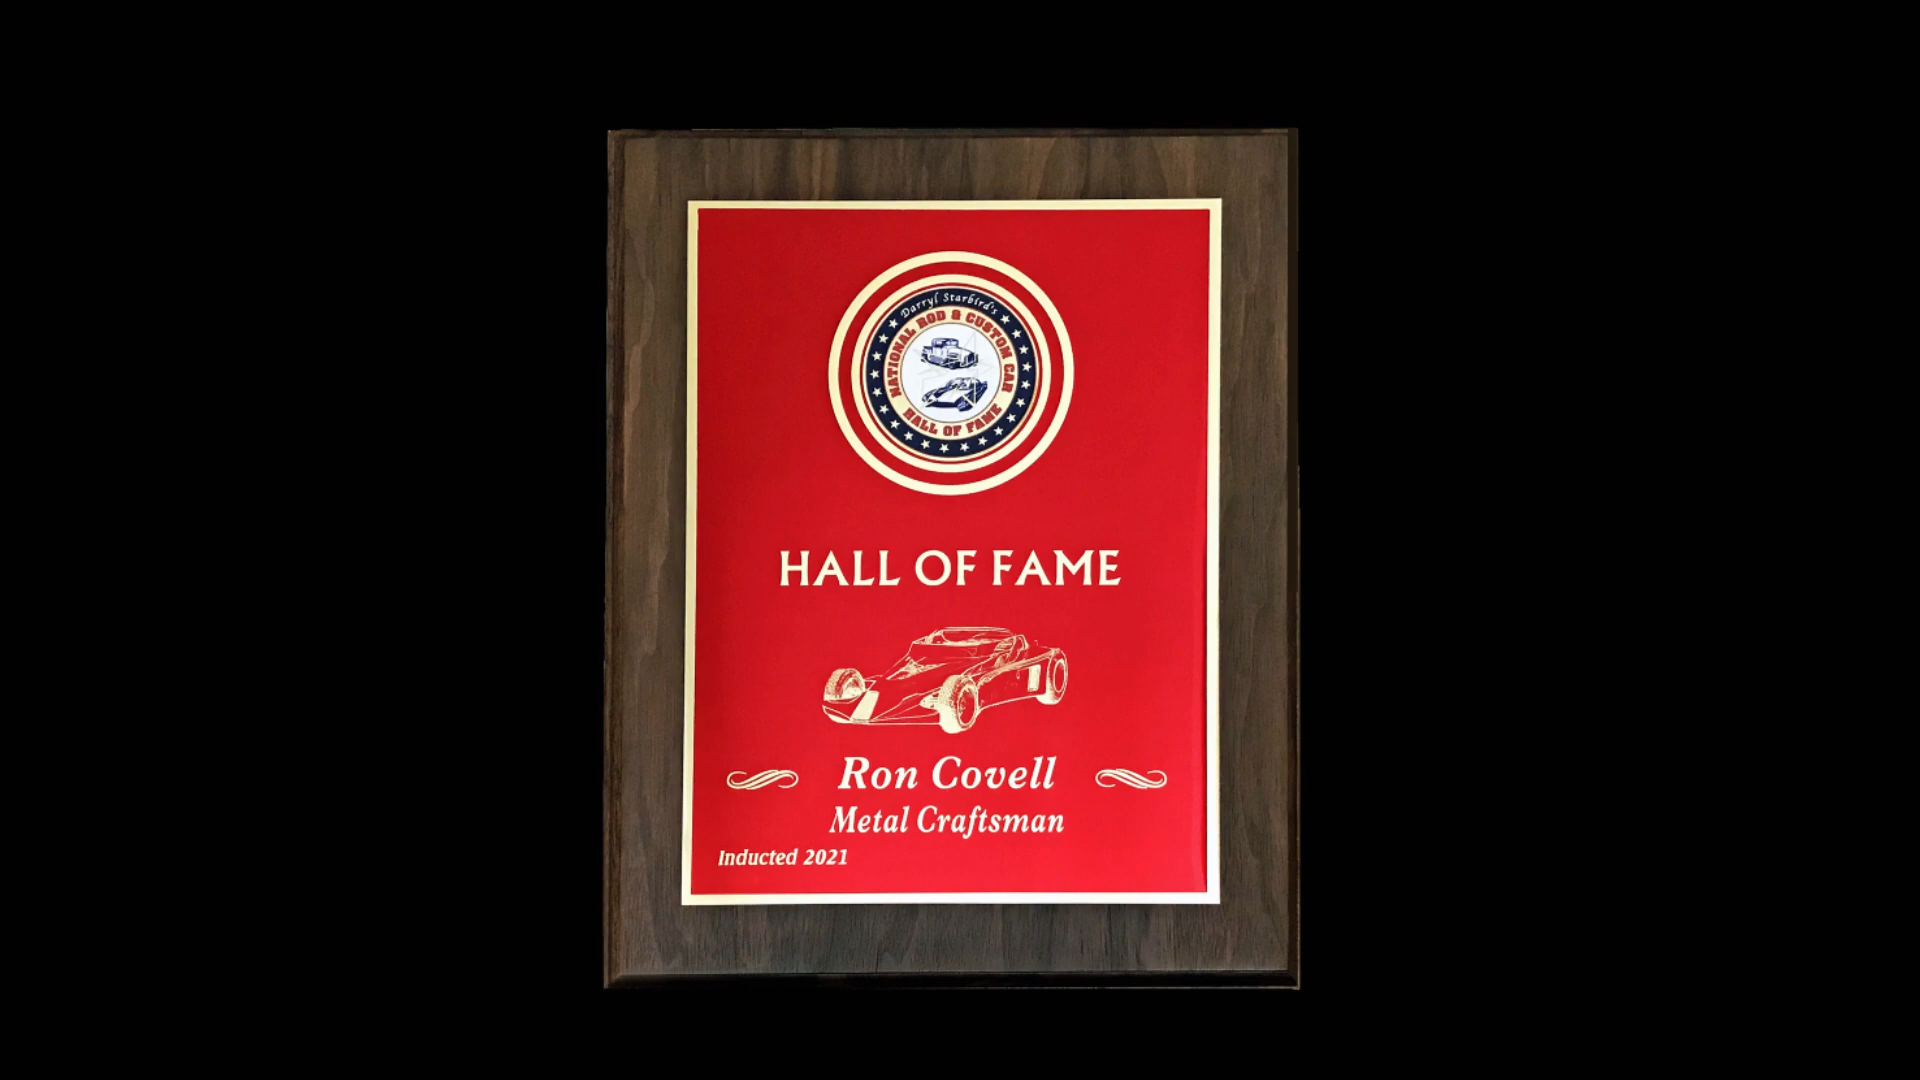 Darryl Starbird's
NATIONAL ROD & CUSTOM CAR
HALL OF FAME
HALL OF FAME
Ron Covell
Metal Craftsman
Inducted 2021